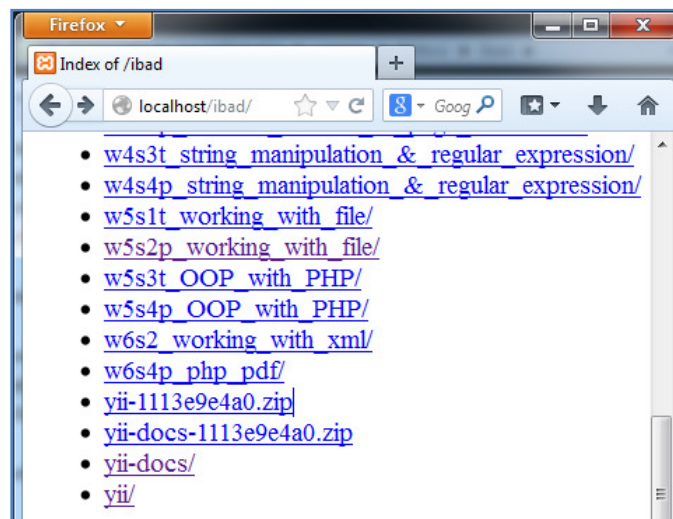 Firefox
Index of /ibad
localhost/ibad/
Goog
w4s3t_string_manipulation_&_regular_expression/
w4s4p_string_manipulation_&_regular_expression/
w5s1t_working_with_file/
w5s2p_working_with_file/
w5s3t_OOP_with_PHP/
w5s4p_OOP_with_PHP/
w6s2_working_with_xml/
w6s4p_php_pdf/
yii-1113e9e4a0.zip
yii-docs-1113e9e4a0.zip
yii-docs/
yii/